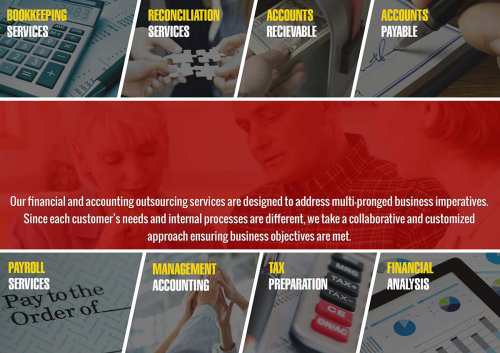 BOOKKEEPING
SERVICES
RECONCILIATION
SERVICES
ACCOUNTS
RECIEVABLE
ACCOUNTS
PAYABLE
Our financial and accounting outsourcing services are designed to address multi-pronged business imperatives.
Since each customer's needs and internal processes are different, we take a collaborative and customized
approach ensuring business objectives are met.
PAYROLL
SERVICES
Pay to the
Order of
MANAGEMENT
ACCOUNTING
TAX
PREPARATION
MRC
TAX-
TAX+
CE
ON/AC
FINANCIAL
ANALYSIS